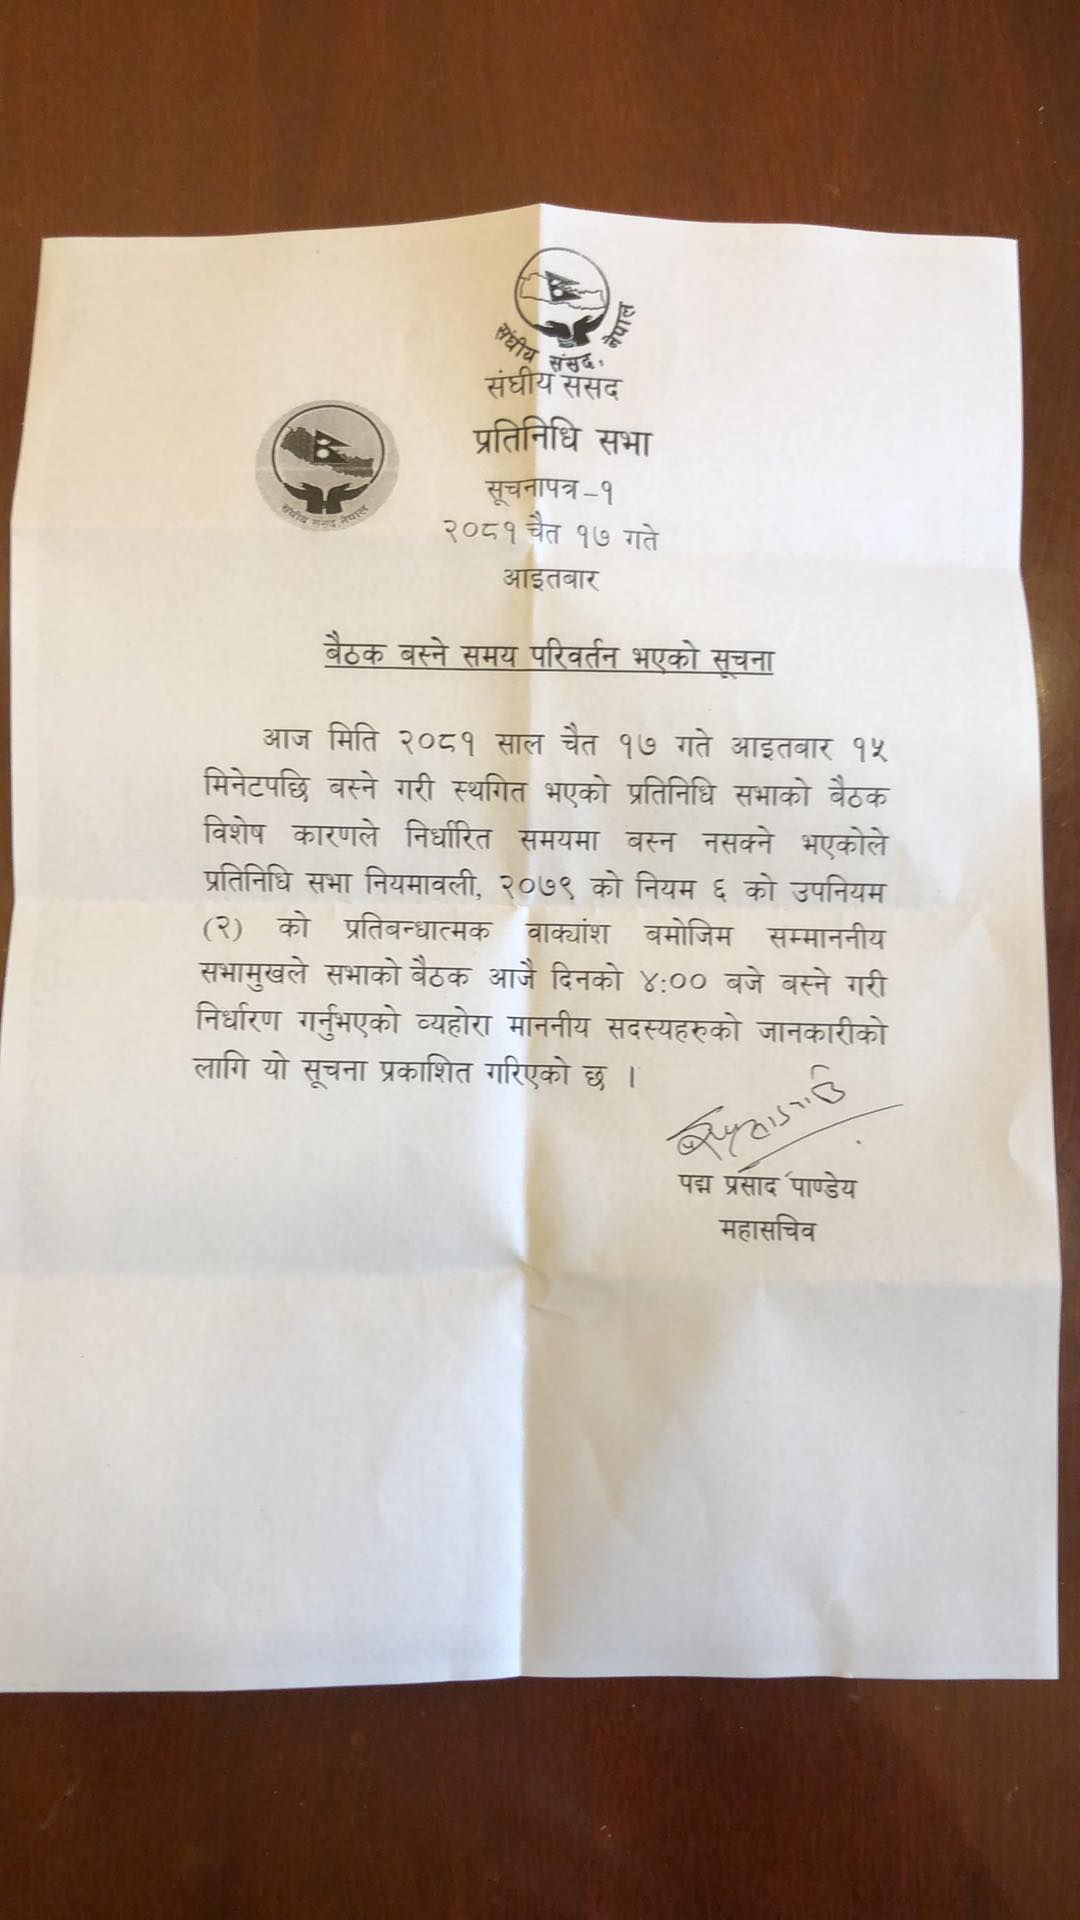 संघीय संसद, नेपाल
संघीय संसद
प्रतिनिधि सभा
संघीय संसद नेपाल
सूचनापत्र -१
२०८१ चैत १७ गते
आइतबार
बैठक बस्ने समय परिवर्तन भएको सूचना
आज मिति २०८१ साल चैत १७ गते आइतबार १५
मिनेटपछि बस्ने गरी स्थगित भएको प्रतिनिधि सभाको बैठक
विशेष कारणले निर्धारित समयमा बस्न नसक्ने भएकोले
प्रतिनिधि सभा नियमावली, २०७९ को नियम ६ को उपनियम
(२) को प्रतिबन्धात्मक वाक्यांश बमोजिम सम्माननीय
सभामुखले सभाको बैठक आजै दिनको ४:०० बजे बस्ने गरी
निर्धारण गर्नुभएको व्यहोरा माननीय सदस्यहरुको जानकारीको
लागि यो सूचना प्रकाशित गरिएको छ ।
पद्म प्रसाद पाण्डेय
महासचिव